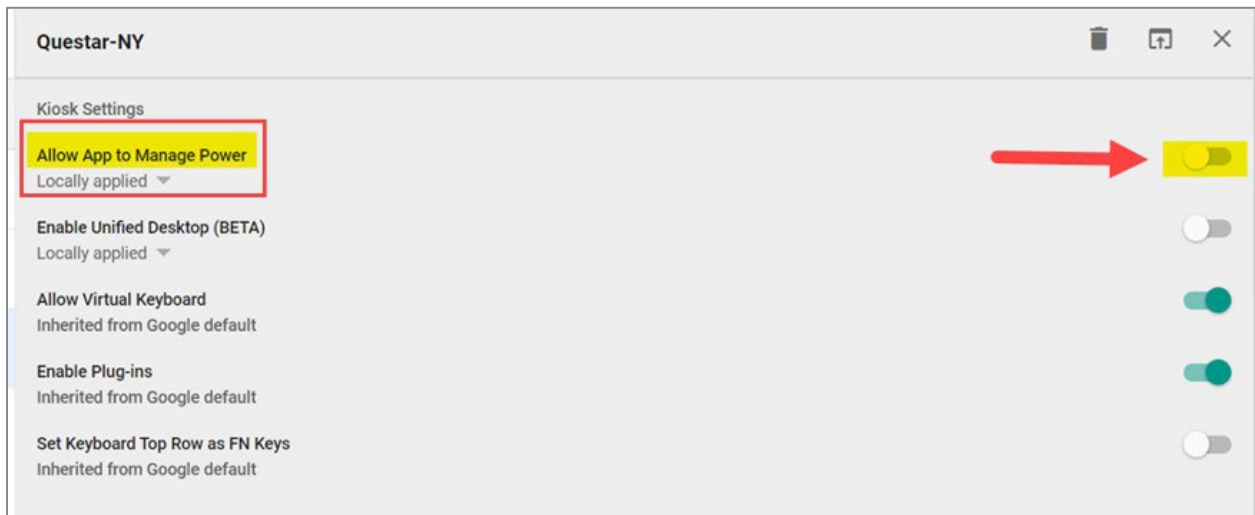 Questar-NY
Kiosk Settings
Allow App to Manage Power
Locally applied
Enable Unified Desktop (BETA)
Locally applied
Allow Virtual Keyboard
Inherited from Google default
Enable Plug-ins
Inherited from Google default
Set Keyboard Top Row as FN Keys
Inherited from Google default